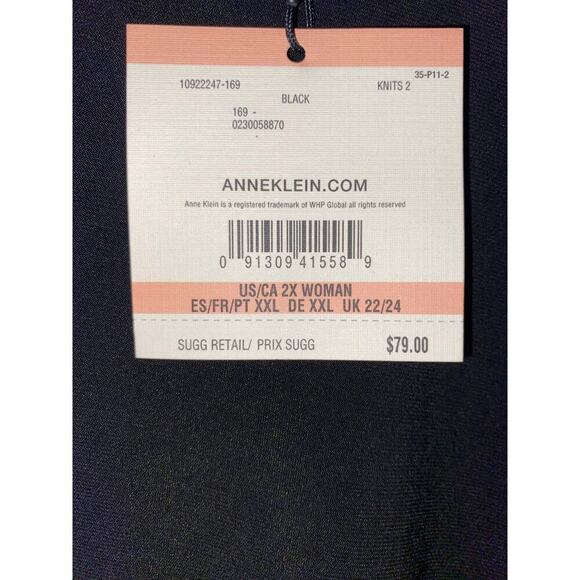 35-P11-2
10922247-169 KNITS 2
BLACK
169 -
0230058870
-
ANNEKLEIN.COM
Anne Klein is a registered trademark of WHP Global all rights reserved
0 91309 41558 9
US/CA 2X WOMAN
ES/FR/PT XXL DE XXL UK 22/24
SUGG RETAIL/ PRIX SUGG $79.00